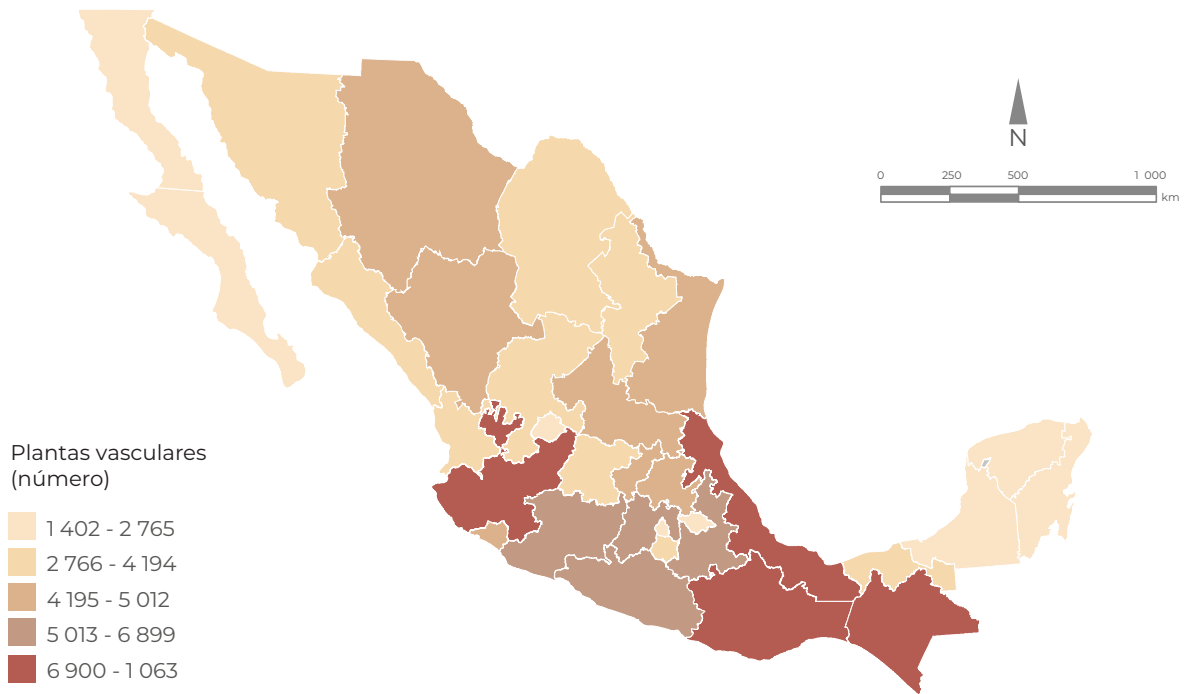 N
0 250 500 1 000
km
Plantas vasculares
(número)
1 402 - 2 765
2 766 - 4 194
4 195 - 5 012
5 013 - 6 899
6 900 - 1 063